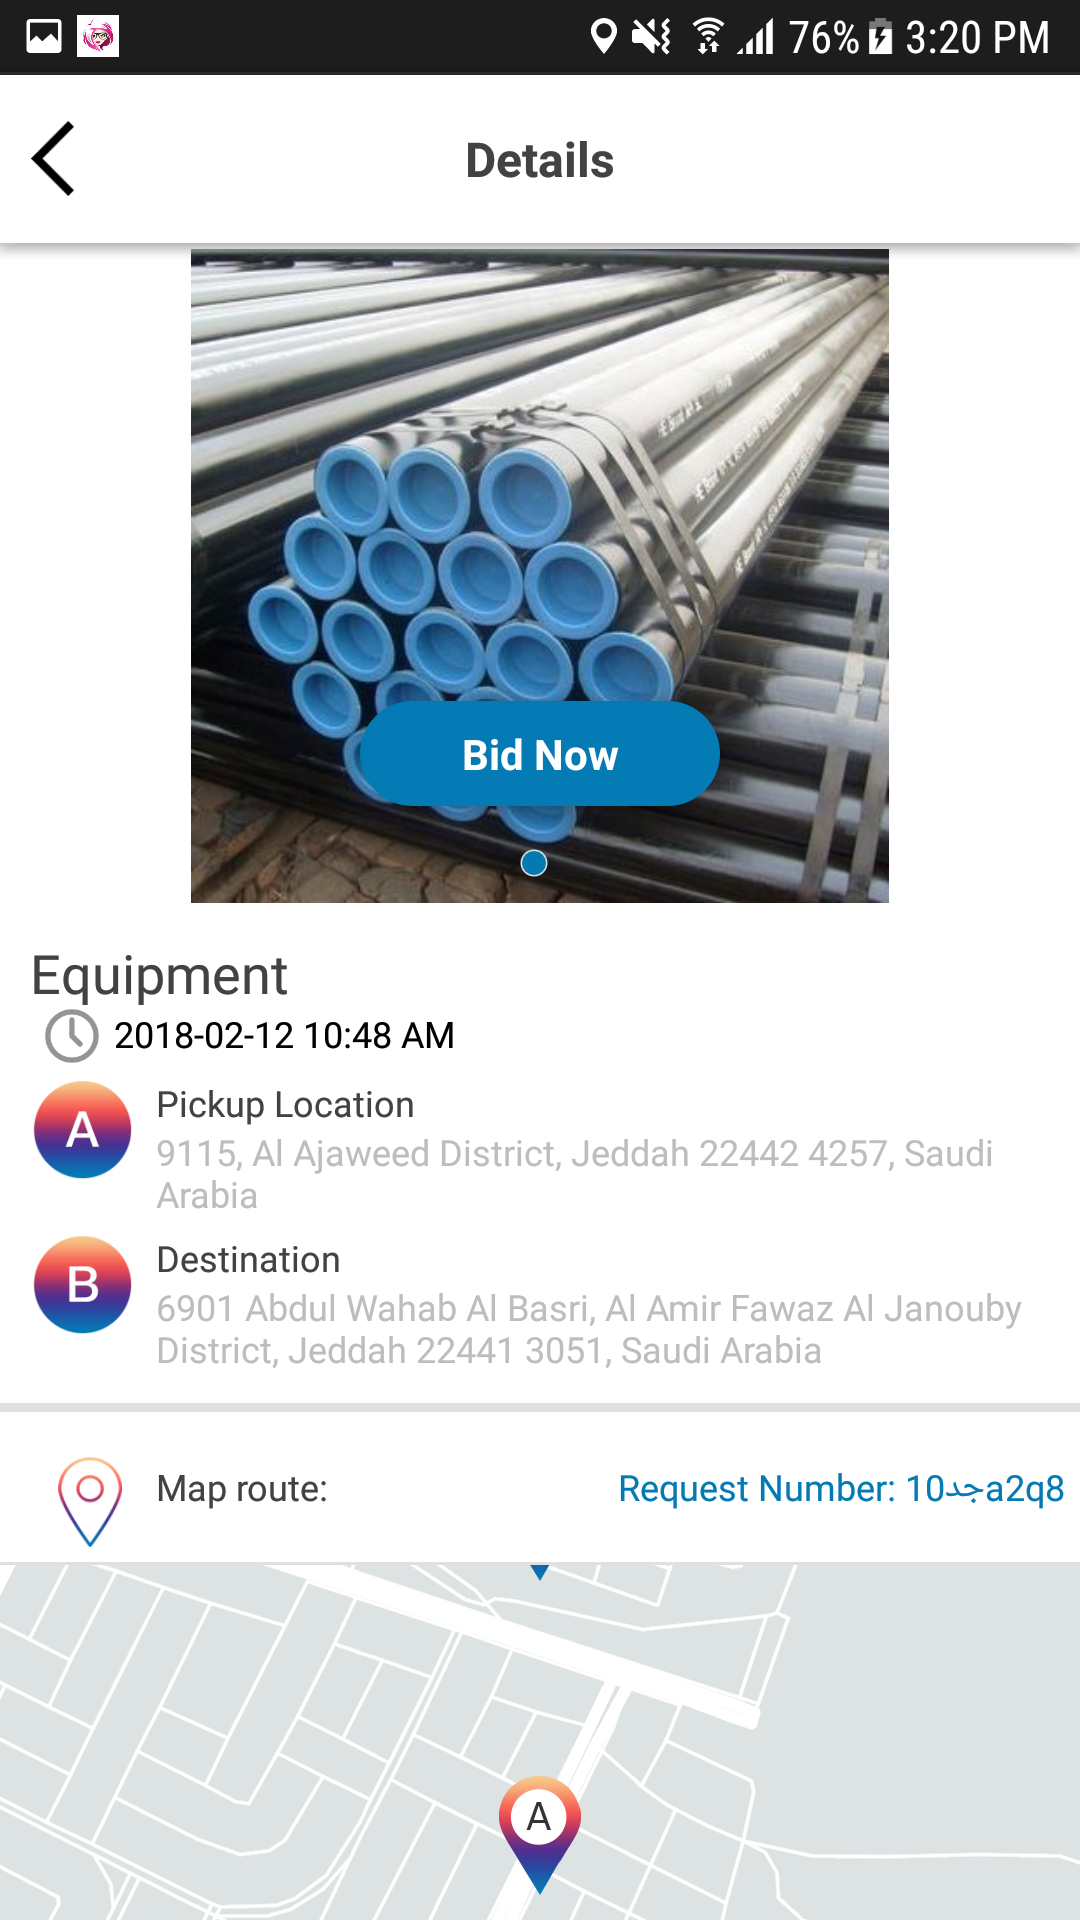 76% 3:20 PM
Details
Bid Now
Equipment
2018-02-12 10:48 AM
A
Pickup Location
9115, Al Ajaweed District, Jeddah 22442 4257, Saudi
Arabia
B
Destination
6901 Abdul Wahab Al Basri, Al Amir Fawaz Al Janouby
District, Jeddah 22441 3051, Saudi Arabia
Map route:
Request Number: 10جدa2q8
A